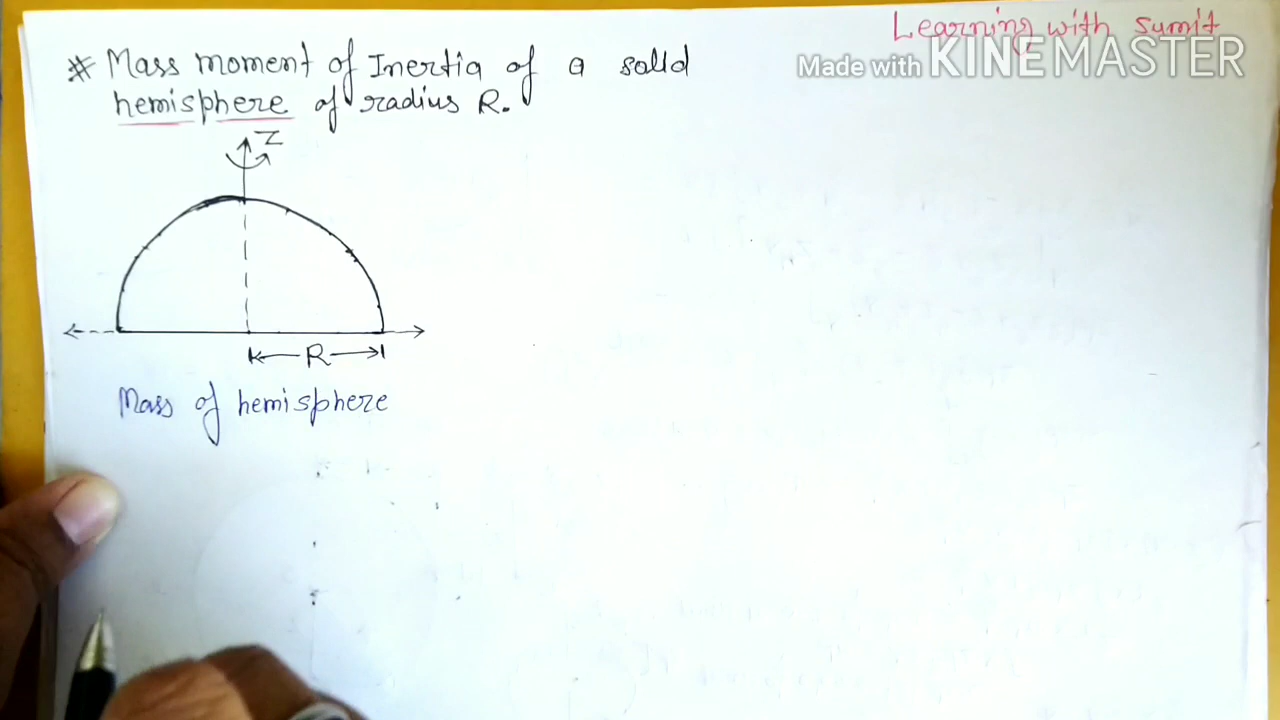 Learning with Sumit
Made with KINEMASTER
* Mass moment of Inertia of a solid
hemisphere of radius R.
Z
R
Mass of hemisphere